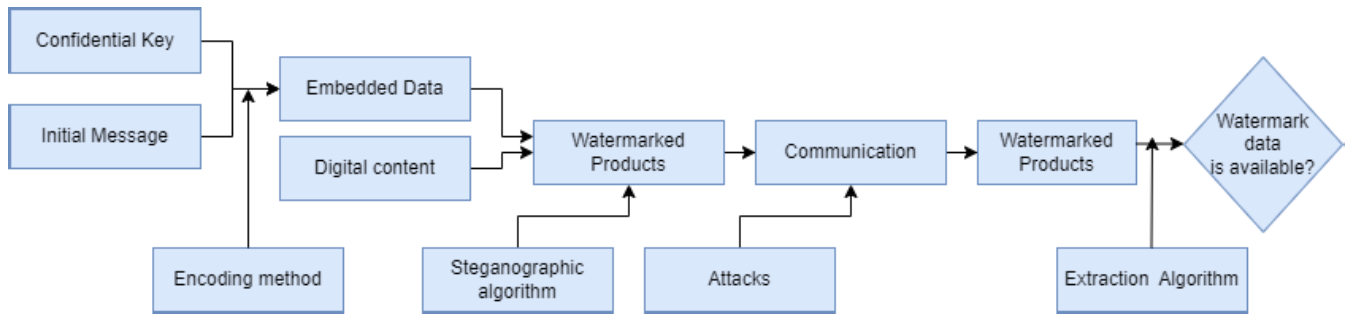 Confidential Key
Initial Message
Embedded Data
Digital content
Encoding method
Watermarked
Products
Steganographic
algorithm
Communication
Attacks
Watermarked
Products
Extraction Algorithm
Watermark
data
is available?